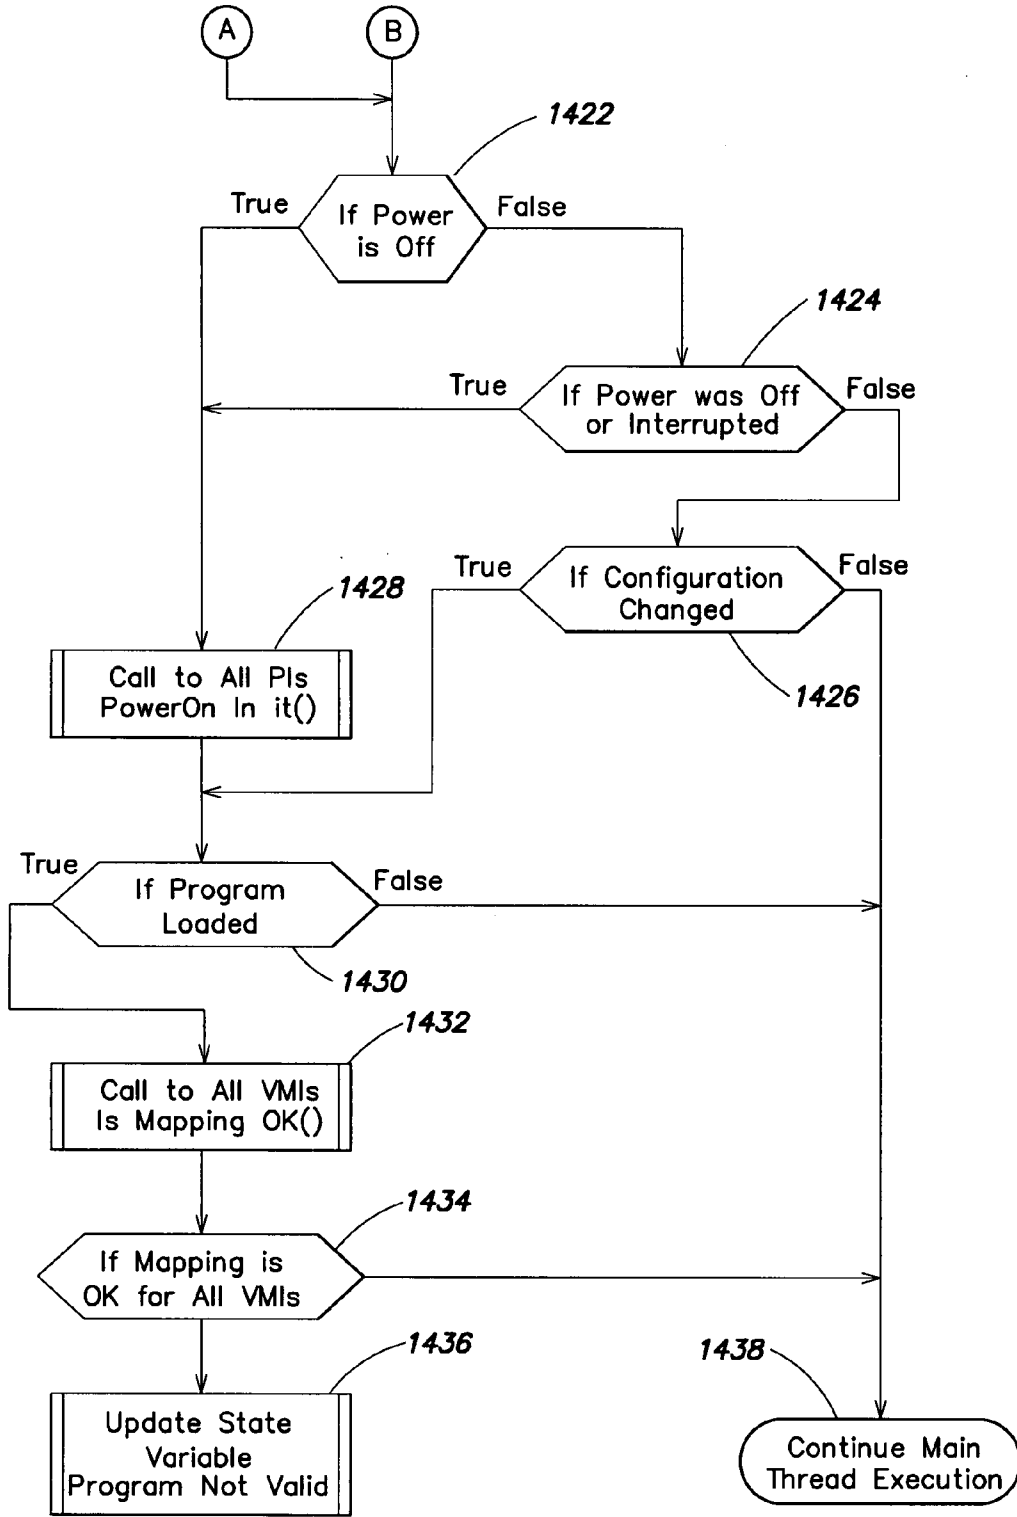 A
B
1422
True
False
If Power
is Off
1424
True
False
If Power was Off
or Interrupted
True
False
If Configuration
Changed
1428
1426
Call to All PIs
PowerOn In it()
True
False
If Program
Loaded
1430
1432
Call to All VMIs
Is Mapping OK()
1434
If Mapping is
OK for All VMIs
1436
1438
Update State
Variable
Program Not Valid
Continue Main
Thread Execution